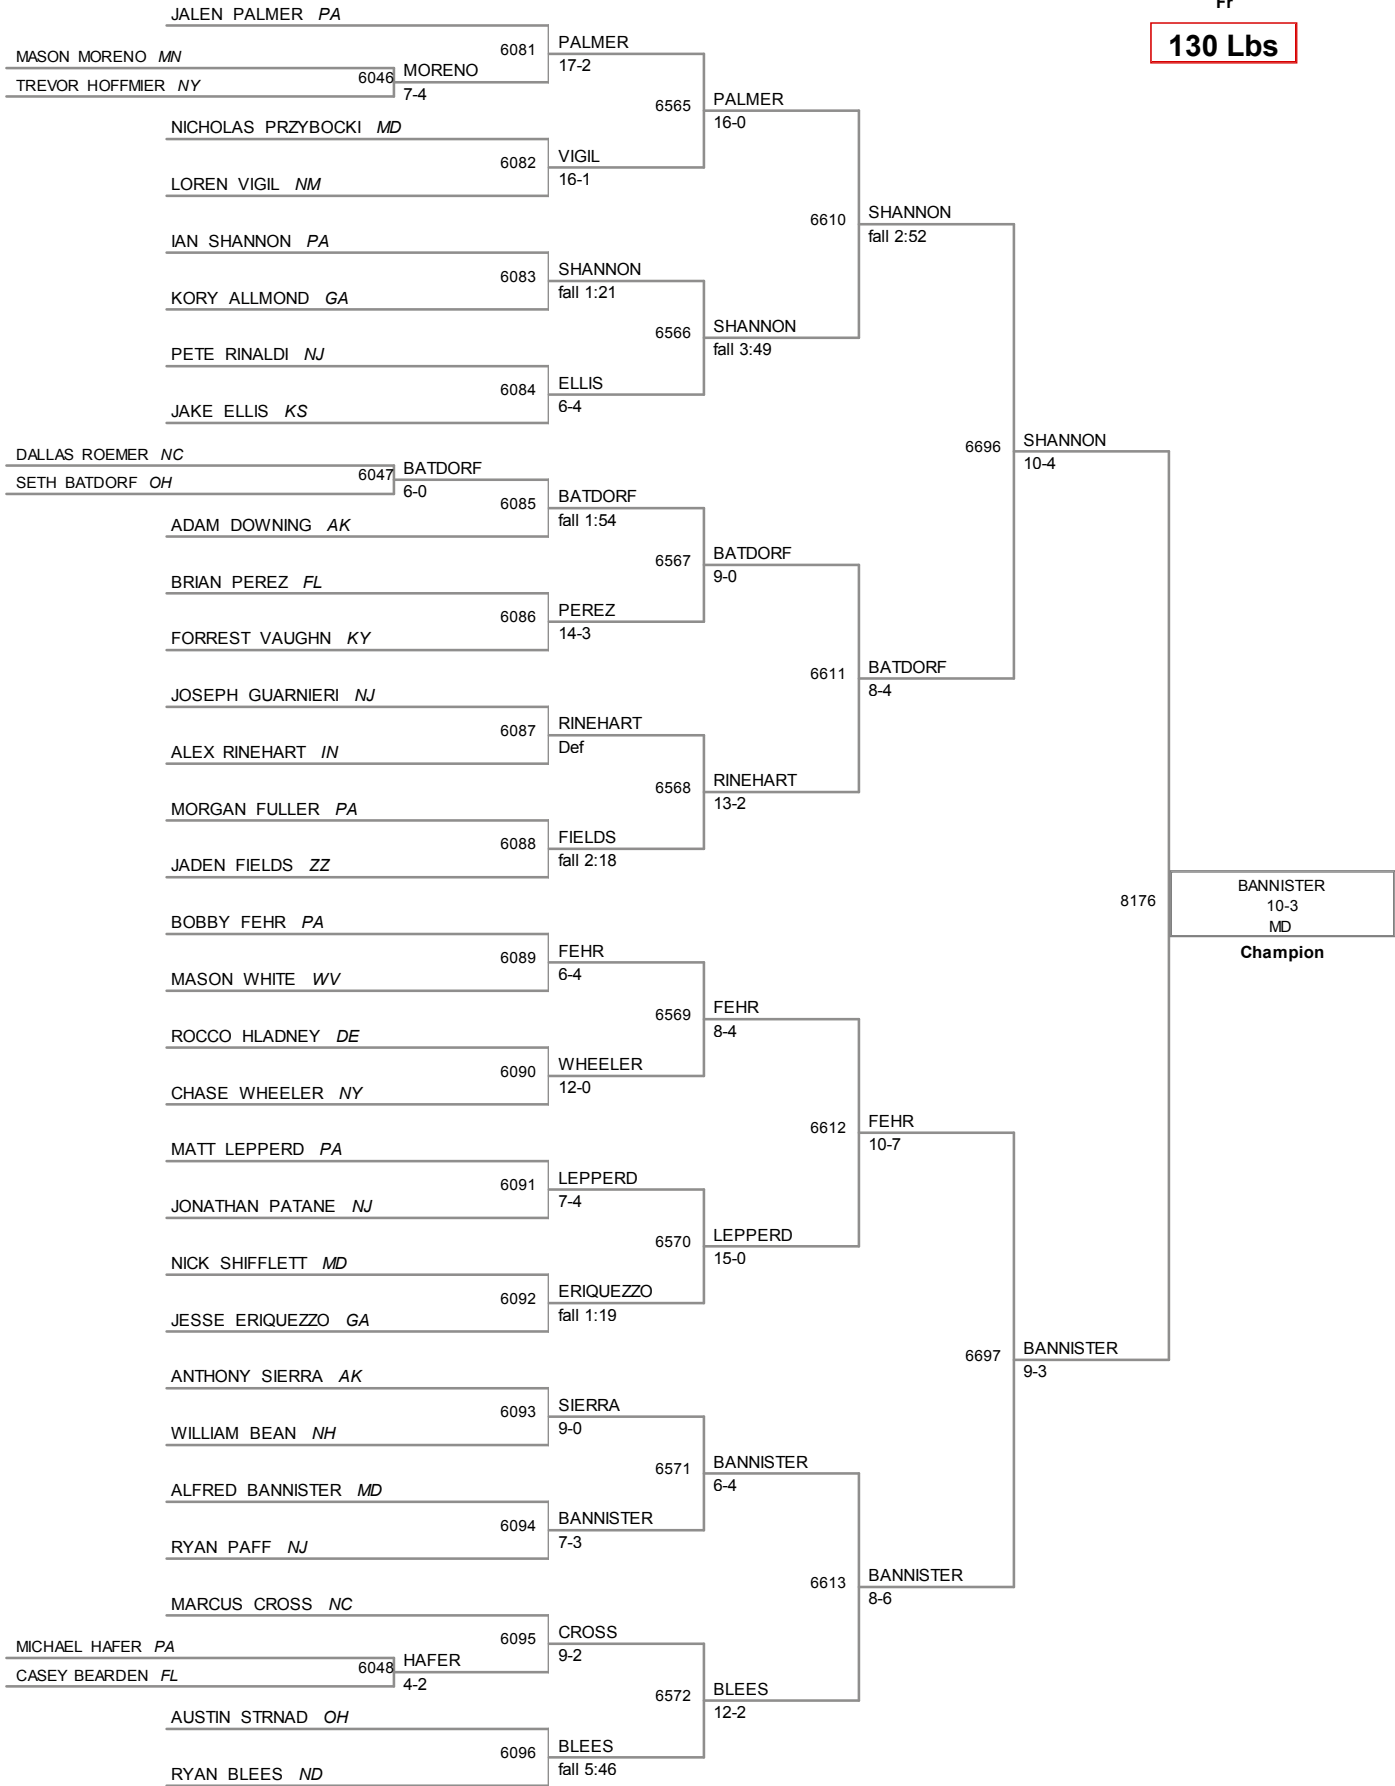 Fr
130 Lbs
JALEN PALMER PA
MASON MORENO MN
TREVOR HOFFMIER NY
6046
MORENO
7-4
6081
PALMER
17-2
NICHOLAS PRZYBOCKI MD
LOREN VIGIL NM
6082
VIGIL
16-1
6565
PALMER
16-0
IAN SHANNON PA
KORY ALLMOND GA
6083
SHANNON
fall 1:21
PETE RINALDI NJ
JAKE ELLIS KS
6084
ELLIS
6-4
6566
SHANNON
fall 3:49
6610
SHANNON
fall 2:52
DALLAS ROEMER NC
SETH BATDORF OH
6047
BATDORF
6-0
ADAM DOWNING AK
6085
BATDORF
fall 1:54
BRIAN PEREZ FL
FORREST VAUGHN KY
6086
PEREZ
14-3
6567
BATDORF
9-0
JOSEPH GUARNIERI NJ
ALEX RINEHART IN
6087
RINEHART
Def
MORGAN FULLER PA
JADEN FIELDS ZZ
6088
FIELDS
fall 2:18
6568
RINEHART
13-2
6611
BATDORF
8-4
6696
SHANNON
10-4
BOBBY FEHR PA
MASON WHITE WV
6089
FEHR
6-4
ROCCO HLADNEY DE
CHASE WHEELER NY
6090
WHEELER
12-0
6569
FEHR
8-4
MATT LEPPERD PA
JONATHAN PATANE NJ
6091
LEPPERD
7-4
NICK SHIFFLETT MD
JESSE ERIQUEZZO GA
6092
ERIQUEZZO
fall 1:19
6570
LEPPERD
15-0
6612
FEHR
10-7
ANTHONY SIERRA AK
WILLIAM BEAN NH
6093
SIERRA
9-0
ALFRED BANNISTER MD
RYAN PAFF NJ
6094
BANNISTER
7-3
6571
BANNISTER
6-4
MARCUS CROSS NC
MICHAEL HAFER PA
CASEY BEARDEN FL
6048
HAFER
4-2
6095
CROSS
9-2
AUSTIN STRNAD OH
RYAN BLEES ND
6096
BLEES
fall 5:46
6572
BLEES
12-2
6613
BANNISTER
8-6
6697
BANNISTER
9-3
8176
BANNISTER
10-3
MD
Champion